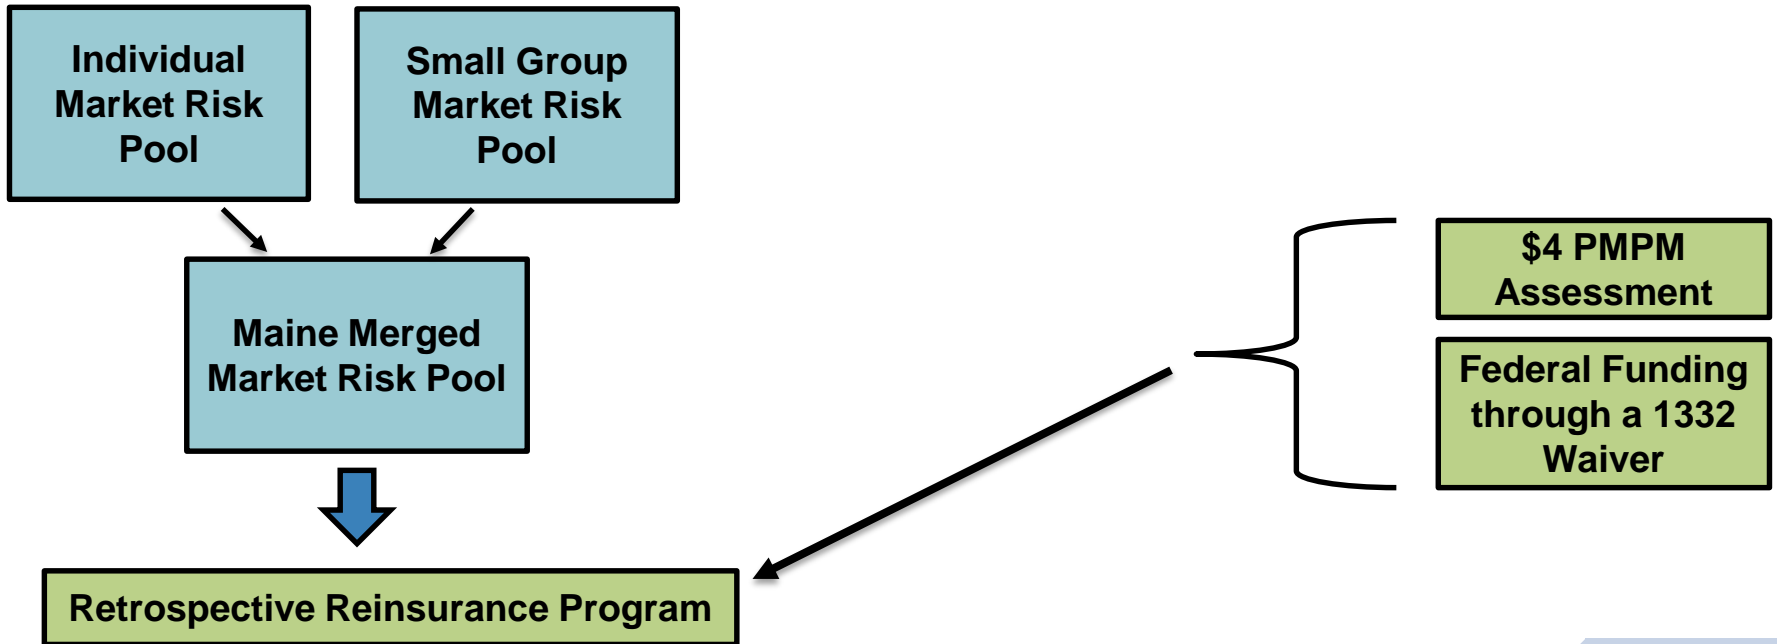 Individual
Market Risk
Pool
Small Group
Market Risk
Pool
Maine Merged
Market Risk Pool
Retrospective Reinsurance Program
$4 PMPM
Assessment
Federal Funding
through a 1332
Waiver